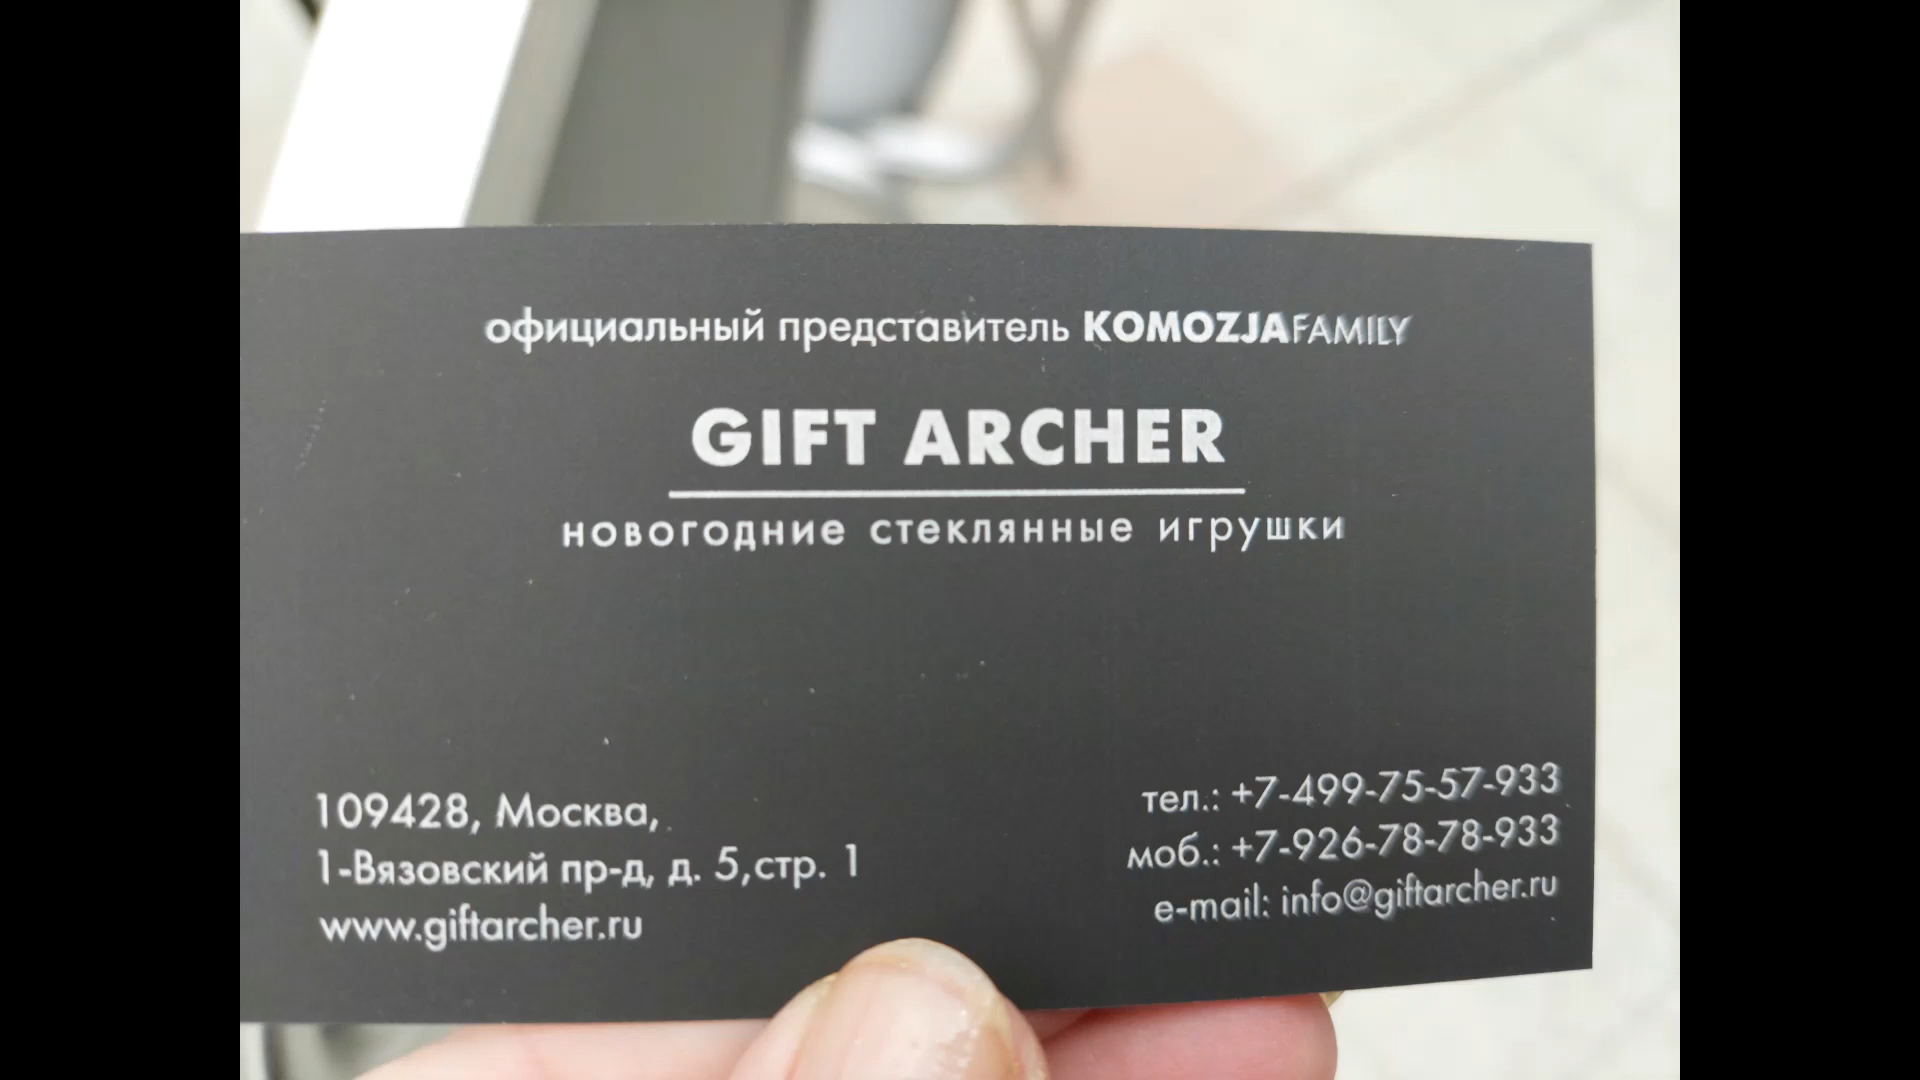 официальный представитель KOMOZJAFAMILY
GIFT ARCHER
новогодние стеклянные игрушки
109428, Москва,
1-Вязовский пр-д, д. 5,стр. 1
www.giftarcher.ru
тел.: +7-499-75-57-933
моб.: +7-926-78-78-933
e-mail: info@giftarcher.ru